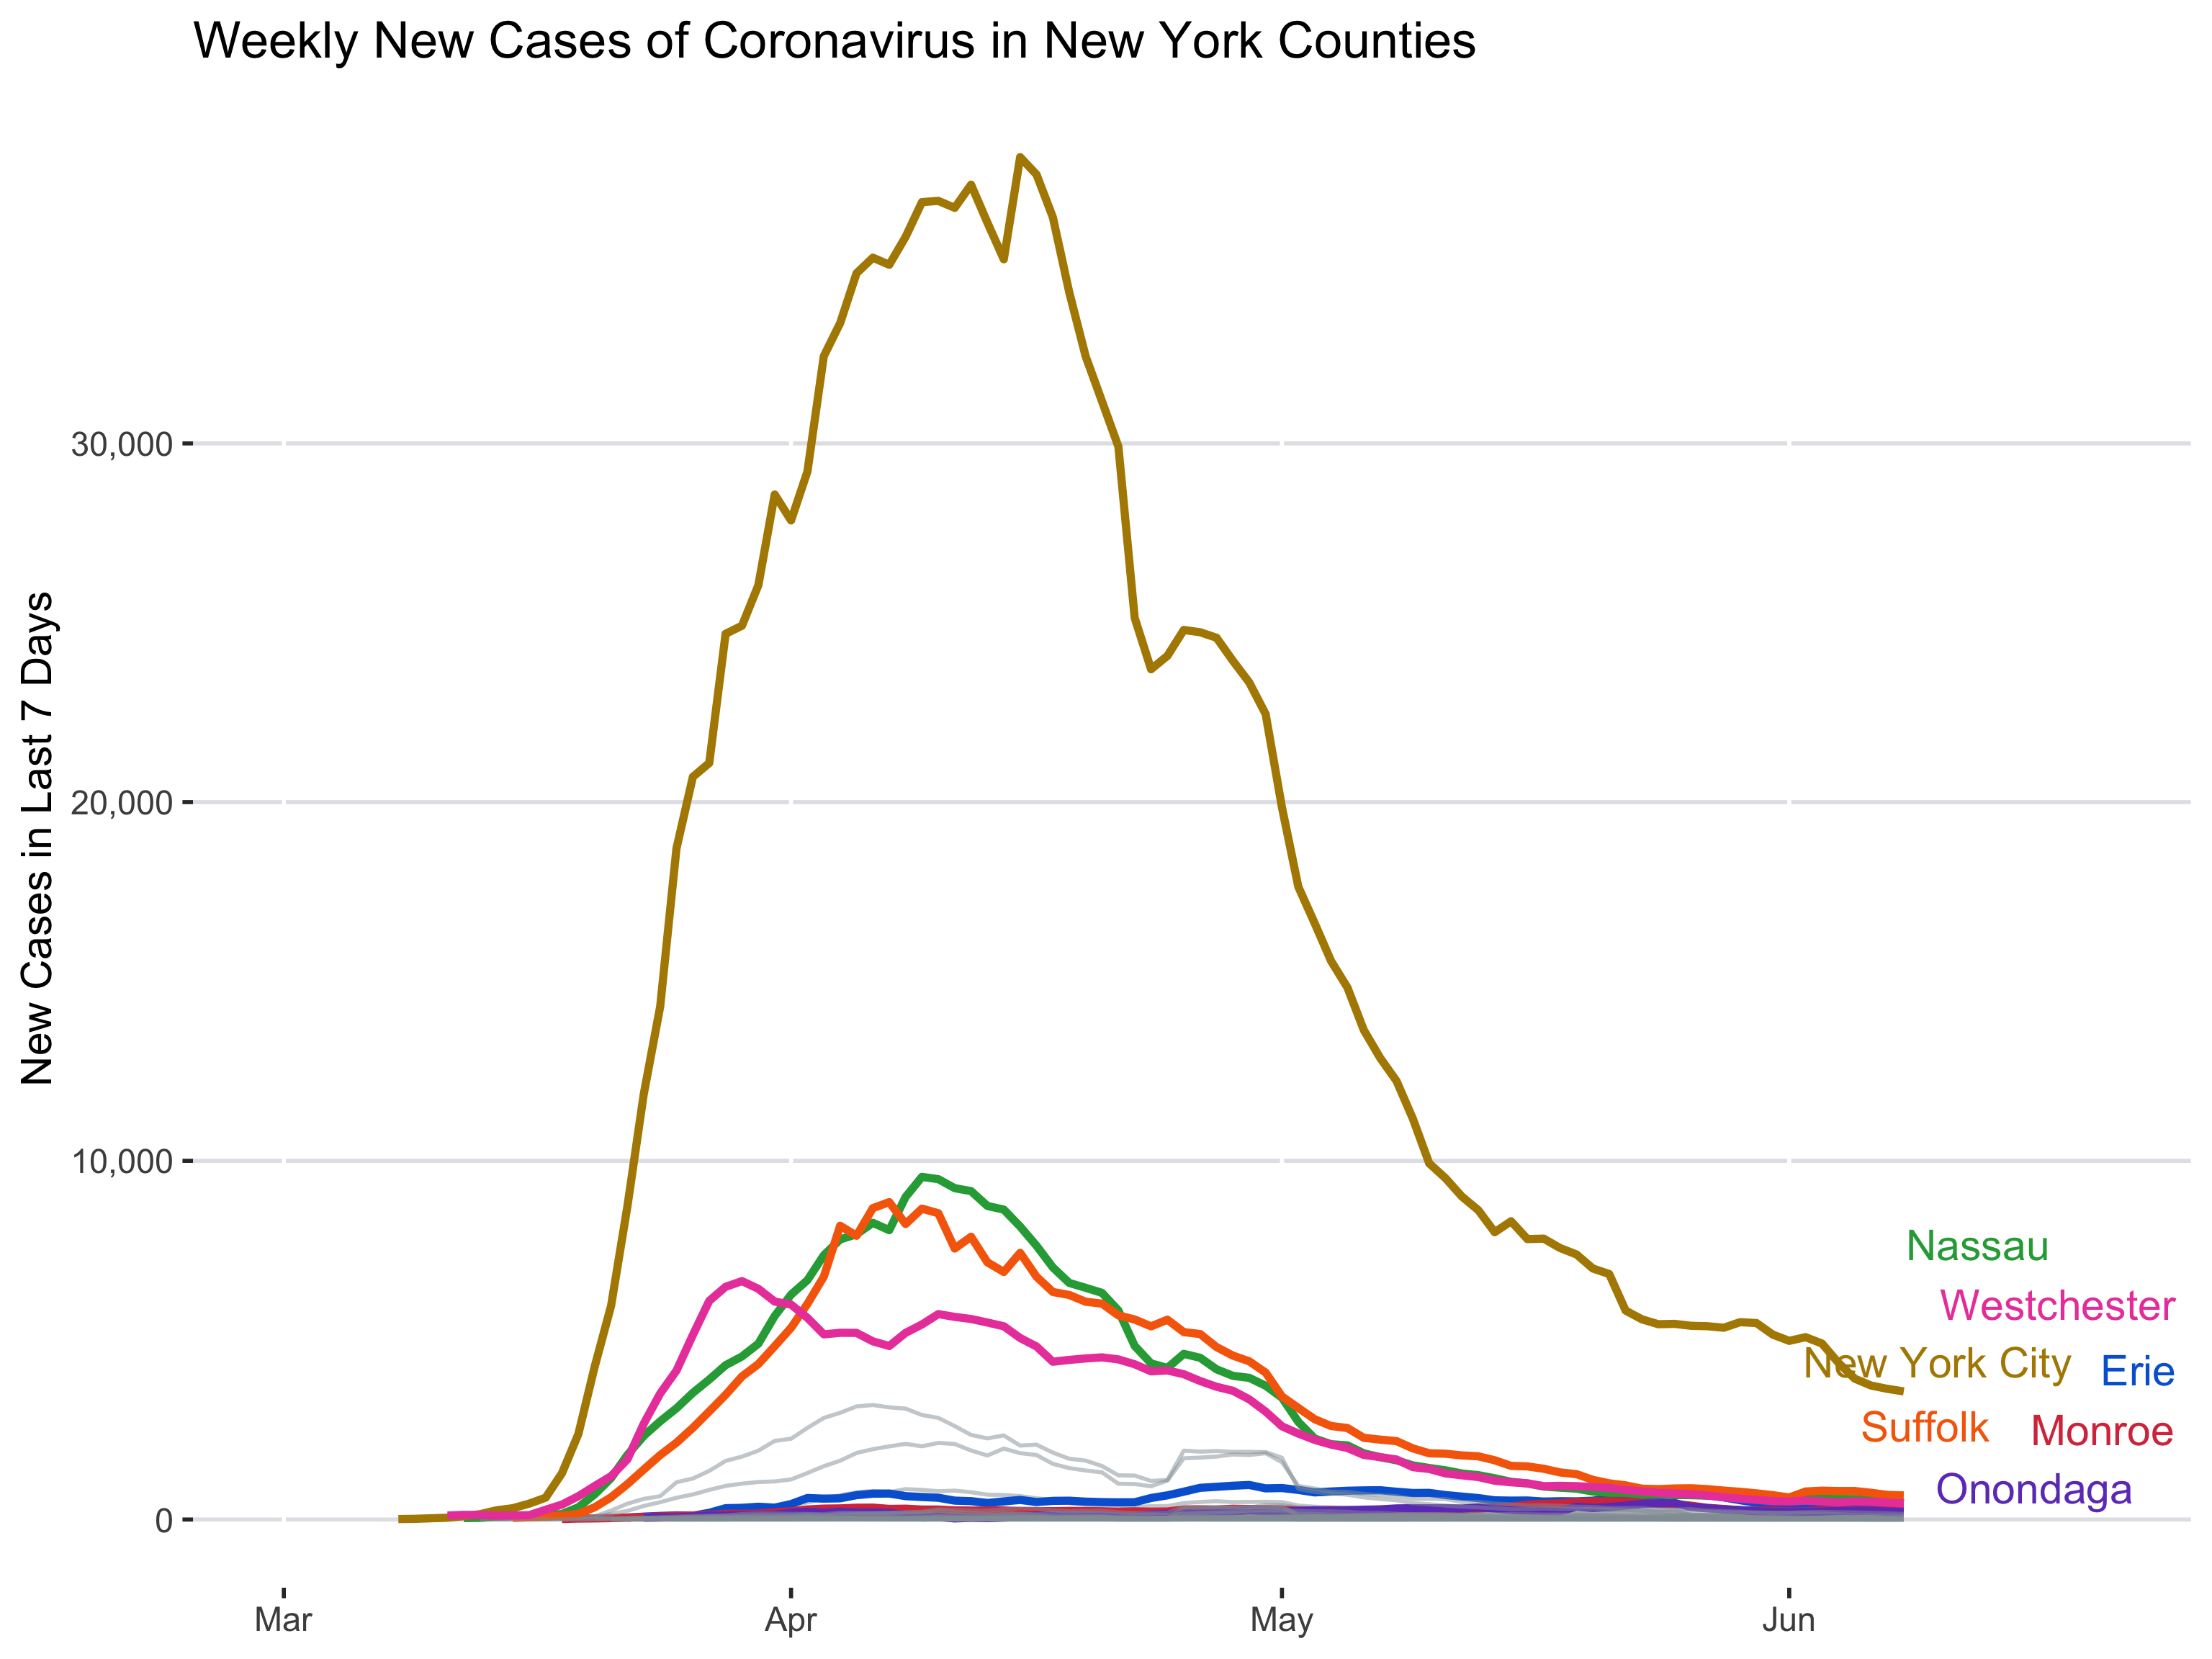 Weekly New Cases of Coronavirus in New York Counties
New Cases in Last 7 Days
30,000
20,000
10,000
0
Nassau
Westchester
New York City
Erie
Suffolk
Monroe
Onondaga
Mar
Apr
May
Jun